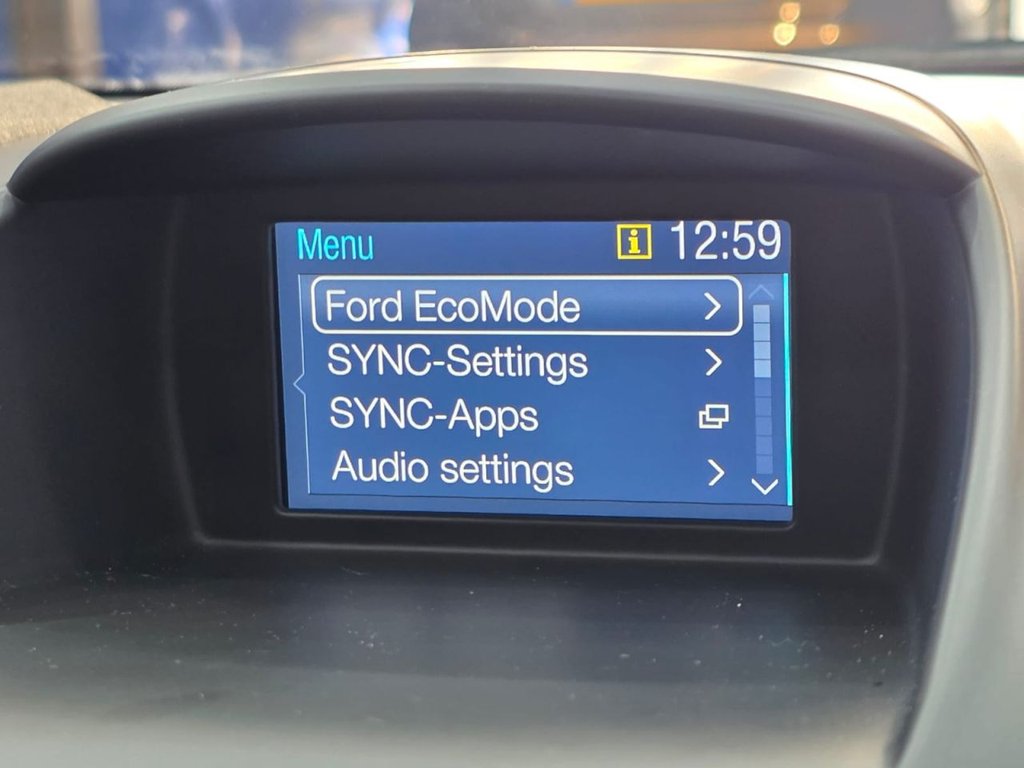 Menu i 12:59
Ford EcoMode
SYNC-Settings
SYNC-Apps
Audio settings